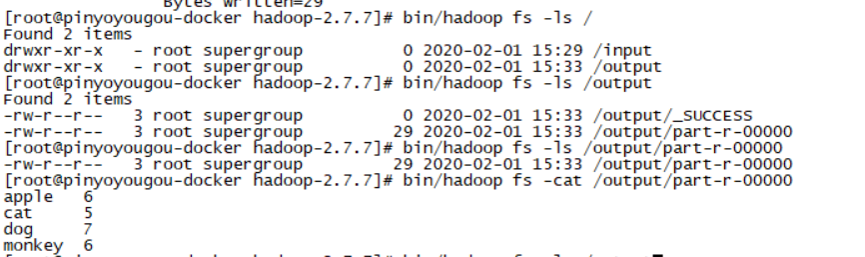 Bytes Written=29
[root@pinyoyougou-docker hadoop-2.7.7]# bin/hadoop fs -ls /
Found 2 items
drwxr-xr-x   - root supergroup          0 2020-02-01 15:29 /input
drwxr-xr-x   - root supergroup          0 2020-02-01 15:33 /output
[root@pinyoyougou-docker hadoop-2.7.7]# bin/hadoop fs -ls /output
Found 2 items
-rw-r--r--   3 root supergroup          0 2020-02-01 15:33 /output/_SUCCESS
-rw-r--r--   3 root supergroup         29 2020-02-01 15:33 /output/part-r-00000
[root@pinyoyougou-docker hadoop-2.7.7]# bin/hadoop fs -ls /output/part-r-00000
-rw-r--r--   3 root supergroup         29 2020-02-01 15:33 /output/part-r-00000
[root@pinyoyougou-docker hadoop-2.7.7]# bin/hadoop fs -cat /output/part-r-00000
apple   6
cat     5
dog     7
monkey  6